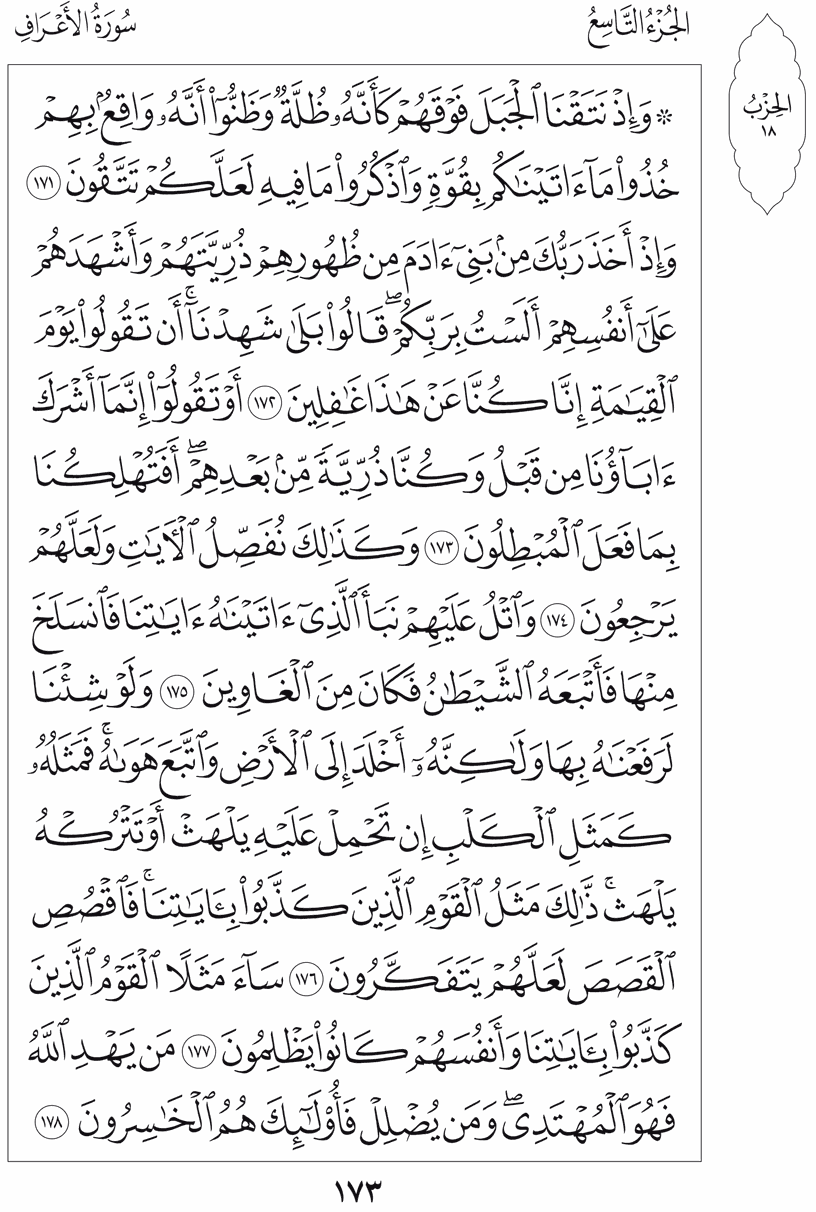 الجُزْءُ التَّاسِعُ
سُورَةُ الأَعْرَافِ
الحِزْبُ
١٨
۞ وَإِذۡ نَتَقۡنَا ٱلۡجَبَلَ فَوۡقَهُمۡ كَأَنَّهُۥ ظُلَّةٞ وَظَنُّوٓاْ أَنَّهُۥ وَاقِعُۢ بِهِمۡ
خُذُواْ مَآ ءَاتَيۡنَٰكُم بِقُوَّةٖ وَٱذۡكُرُواْ مَا فِيهِ لَعَلَّكُمۡ تَتَّقُونَ ١٧١
وَإِذۡ أَخَذَ رَبُّكَ مِنۢ بَنِيٓ ءَادَمَ مِن ظُهُورِهِمۡ ذُرِّيَّتَهُمۡ وَأَشۡهَدَهُمۡ
عَلَىٰٓ أَنفُسِهِمۡ أَلَسۡتُ بِرَبِّكُمۡۖ قَالُواْ بَلَىٰ شَهِدۡنَآۚ أَن تَقُولُواْ يَوۡمَ
ٱلۡقِيَٰمَةِ إِنَّا كُنَّا عَنۡ هَٰذَا غَٰفِلِينَ ١٧٢ أَوۡ تَقُولُوٓاْ إِنَّمَآ أَشۡرَكَ
ءَابَآؤُنَا مِن قَبۡلُ وَكُنَّا ذُرِّيَّةٗ مِّنۢ بَعۡدِهِمۡۖ أَفَتُهۡلِكُنَا
بِمَا فَعَلَ ٱلۡمُبۡطِلُونَ ١٧٣ وَكَذَٰلِكَ نُفَصِّلُ ٱلۡأٓيَٰتِ وَلَعَلَّهُمۡ
يَرۡجِعُونَ ١٧٤ وَٱتۡلُ عَلَيۡهِمۡ نَبَأَ ٱلَّذِيٓ ءَاتَيۡنَٰهُ ءَايَٰتِنَا فَٱنسَلَخَ
مِنۡهَا فَأَتۡبَعَهُ ٱلشَّيۡطَٰنُ فَكَانَ مِنَ ٱلۡغَاوِينَ ١٧٥ وَلَوۡ شِئۡنَا
لَرَفَعۡنَٰهُ بِهَا وَلَٰكِنَّهُۥٓ أَخۡلَدَ إِلَى ٱلۡأَرۡضِ وَٱتَّبَعَ هَوَىٰهُۚ فَمَثَلُهُۥ
كَمَثَلِ ٱلۡكَلۡبِ إِن تَحۡمِلۡ عَلَيۡهِ يَلۡهَثۡ أَوۡ تَتۡرُكۡهُ
يَلۡهَثۚ ذَّٰلِكَ مَثَلُ ٱلۡقَوۡمِ ٱلَّذِينَ كَذَّبُواْ بِـَٔايَٰتِنَاۚ فَٱقۡصُصِ
ٱلۡقَصَصَ لَعَلَّهُمۡ يَتَفَكَّرُونَ ١٧٦ سَآءَ مَثَلًا ٱلۡقَوۡمُ ٱلَّذِينَ
كَذَّبُواْ بِـَٔايَٰتِنَا وَأَنفُسَهُمۡ كَانُواْ يَظۡلِمُونَ ١٧٧ مَن يَهۡدِ ٱللَّهُ
فَهُوَ ٱلۡمُهۡتَدِيۖ وَمَن يُضۡلِلۡ فَأُوْلَٰٓئِكَ هُمُ ٱلۡخَٰسِرُونَ ١٧٨
١٧٣